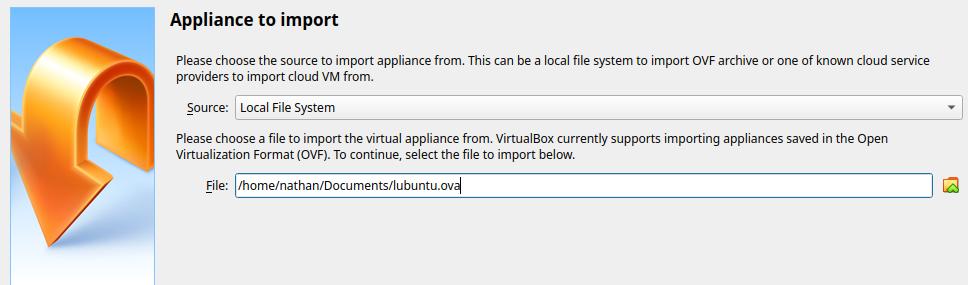 Appliance to import
Please choose the source to import appliance from. This can be a local file system to import OVF archive or one of known cloud service
providers to import cloud VM from.
Source: Local File System
Please choose a file to import the virtual appliance from. VirtualBox currently supports importing appliances saved in the Open
Virtualization Format (OVF). To continue, select the file to import below.
File: /home/nathan/Documents/lubuntu.ova